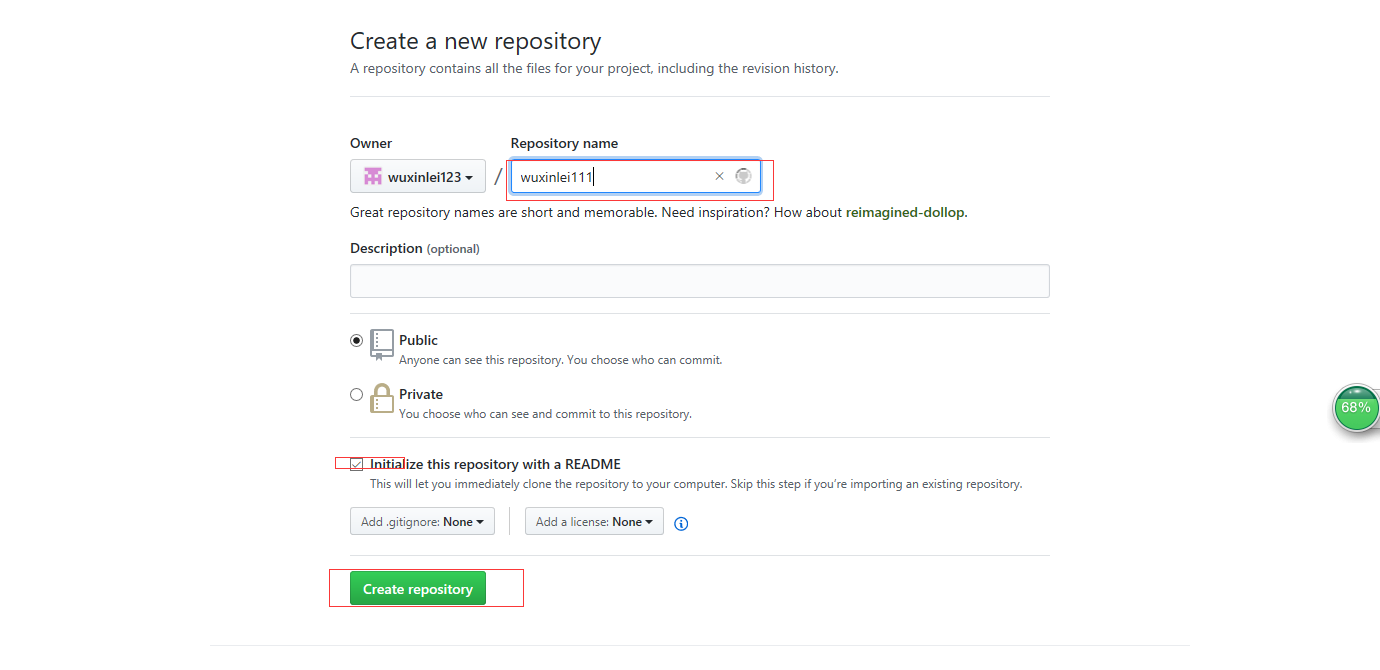 Create a new repository
A repository contains all the files for your project, including the revision history.
Owner
Repository name
wuxinlei123 / wuxinlei111
Great repository names are short and memorable. Need inspiration? How about reimagined-dollop.
Description (optional)
Public
Anyone can see this repository. You choose who can commit.
Private
You choose who can see and commit to this repository.
Initialize this repository with a README
This will let you immediately clone the repository to your computer. Skip this step if you're importing an existing repository.
Add .gitignore: None
Add a license: None
Create repository
68%